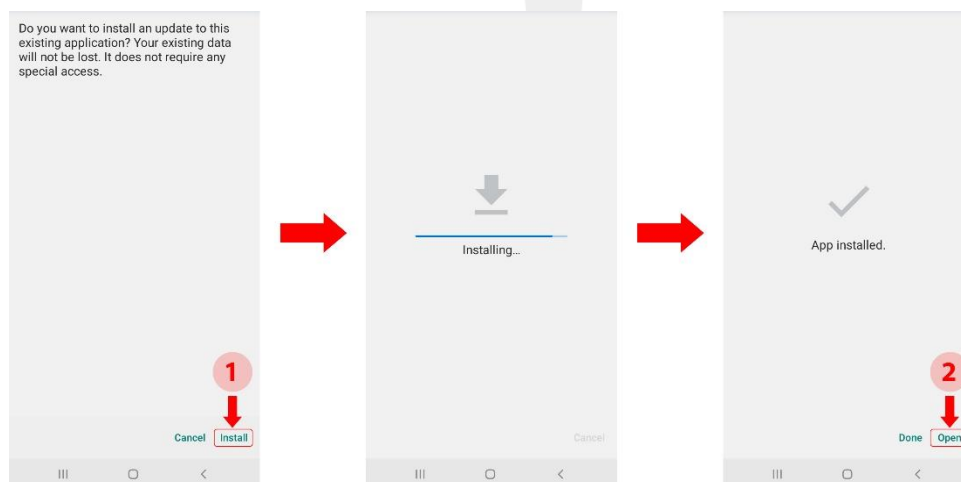 Do you want to install an update to this
existing application? Your existing data
will not be lost. It does not require any
special access.
1
Cancel Install
Installing...
Cancel
App installed.
2
Done Open